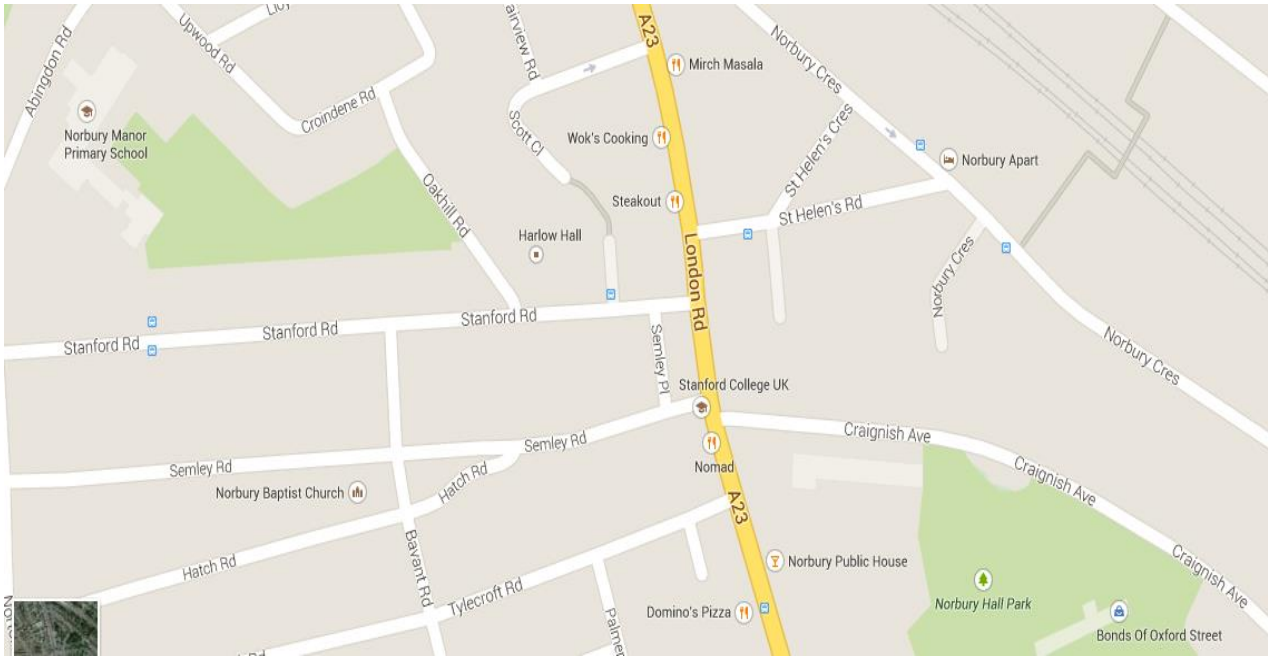 A23
Abingdon Rd
Upwood Rd
Norbury Cres
Mirch Masala
Croindene Rd
Norbury Manor
Primary School
Scott Cl
Wok's Cooking
St Helen's Cres
Norbury Apart
Oakhill Rd
Steakout
St Helen's Rd
Harlow Hall
London Rd
Norbury Cres
Stanford Rd
Stanford Rd
Stanford Rd
Semley Pl
Norbury Cres
Stanford College UK
Craignish Ave
Semley Rd
Semley Rd
Nomad
Hatch Rd
Craignish Ave
Norbury Baptist Church
A23
Bavant Rd
Hatch Rd
Craignish Ave
Norbury Public House
Tylecroft Rd
Norbury Hall Park
Domino's Pizza
Bonds Of Oxford Street